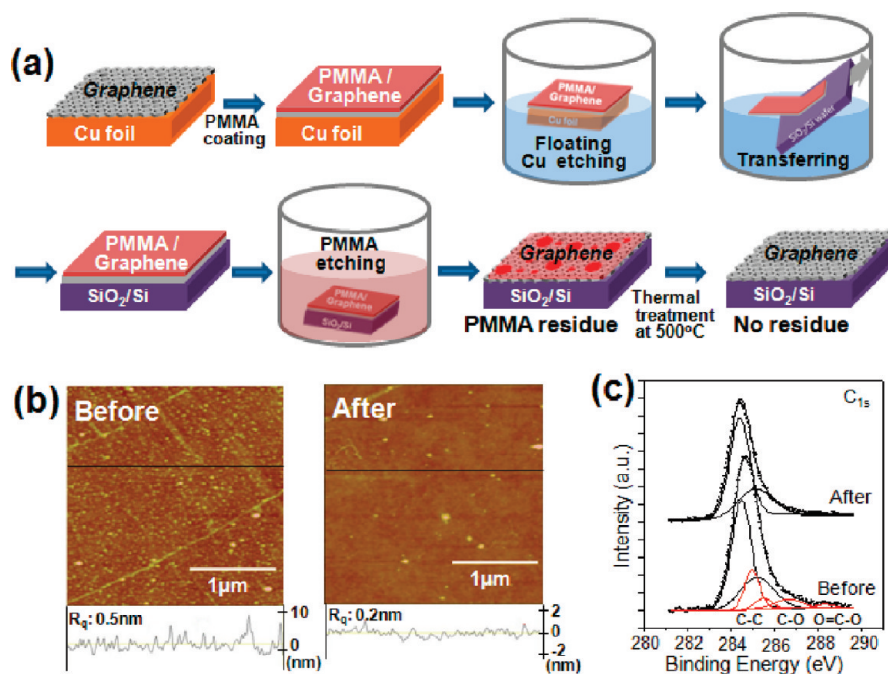 (a)
Graphene
Cu foil
PMMA
coating
PMMA /
Graphene
Cu foil
PMMA/
Graphene
Cu foil
Floating
Cu etching
SiO2/Si wafer
Transferring
PMMA /
Graphene
SiO2/Si
PMMA
etching
PMMA/
Graphene
SiO2/Si
Graphene
SiO2/Si
PMMA residue
Thermal
treatment
at 500ºC
Graphene
SiO2/Si
No residue
(b)
Before
1µm
Rq: 0.5nm
10
0
(nm)
After
1µm
Rq: 0.2nm
2
0
-2
(nm)
(c)
C1s
After
Before
C-C C-O O=C-O
280 282 284 286 288 290
Binding Energy (eV)
Intensity (a.u.)